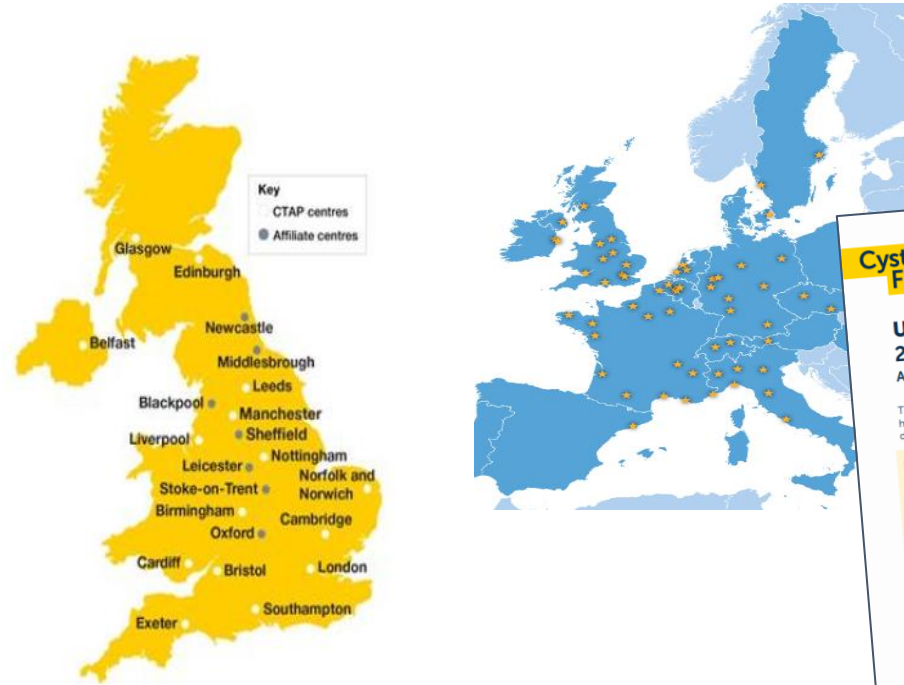 Key
CTAP centres
Affiliate centres
Glasgow
Edinburgh
Belfast
Newcastle
Middlesbrough
Leeds
Blackpool
Manchester
Liverpool
Sheffield
Nottingham
Leicester
Norfolk and
Norwich
Stoke-on-Trent
Birmingham
Cambridge
Oxford
Cardiff
Bristol
London
Southampton
Exeter
Cyst
F
U
2
A